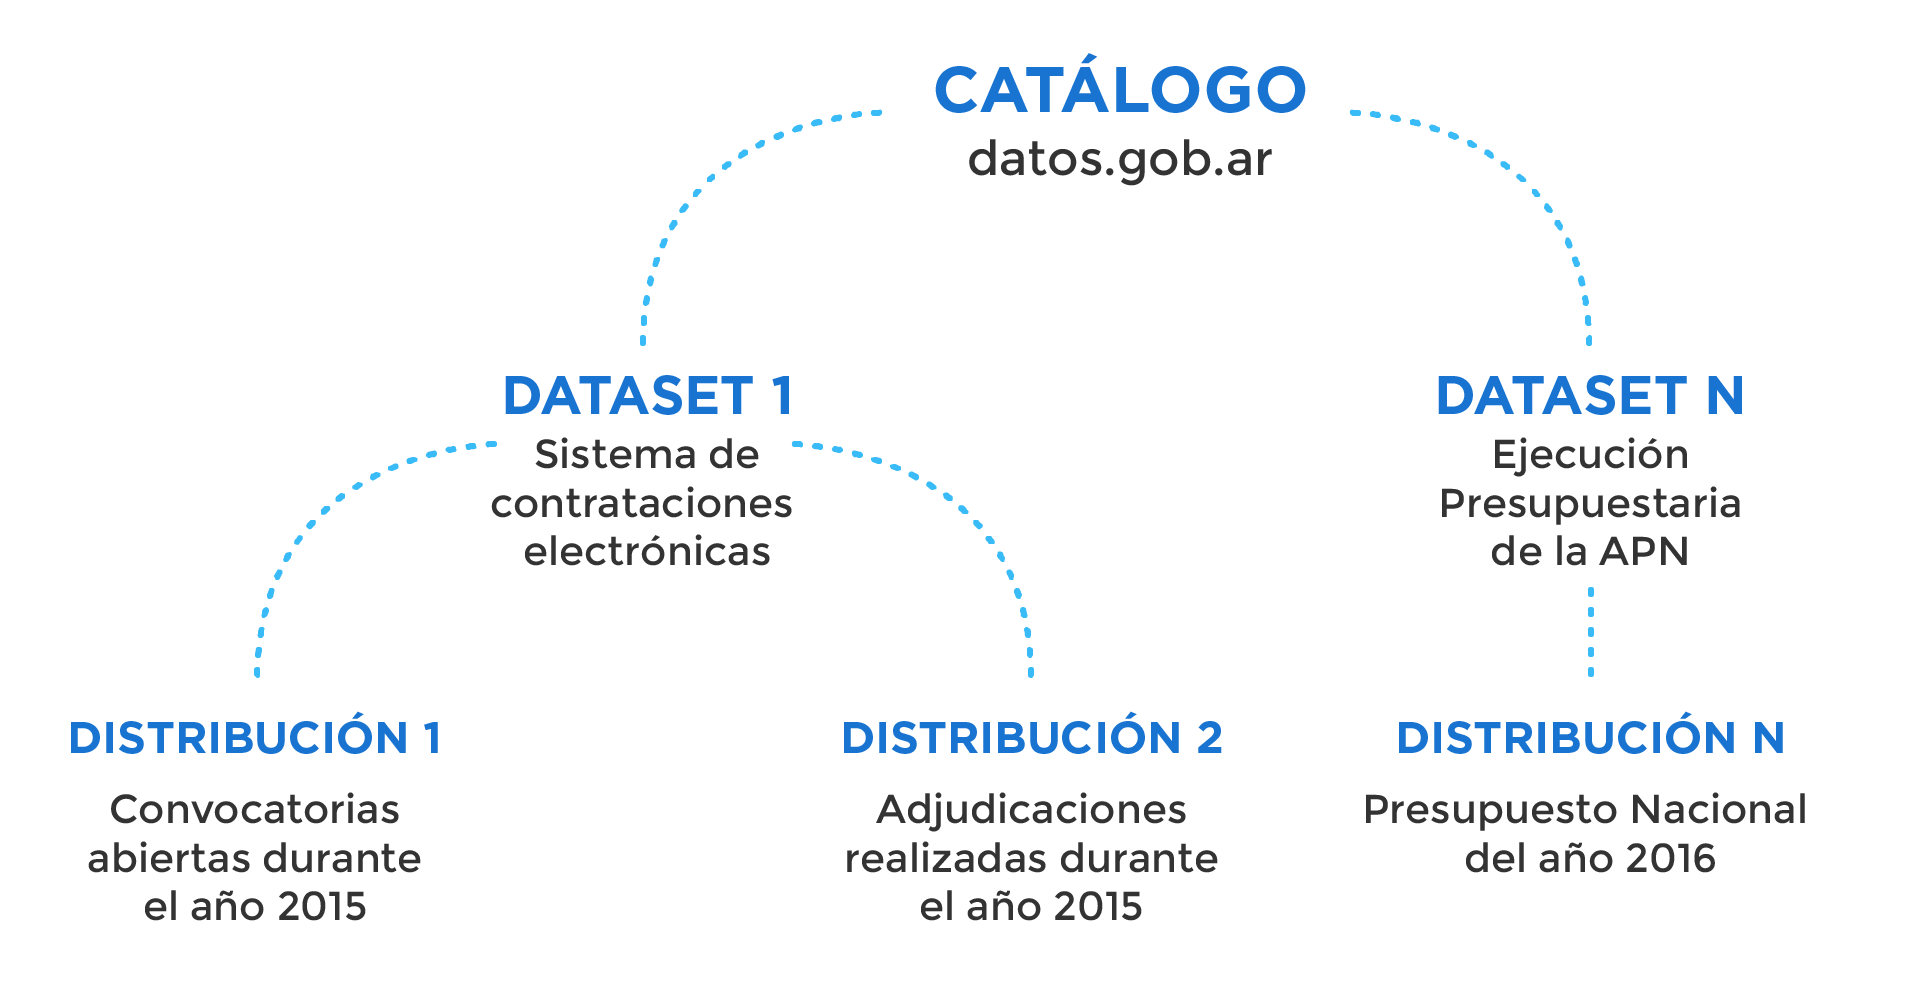 CATÁLOGO
datos.gob.ar
DATASET 1
Sistema de
contrataciones
electrónicas
DATASET N
Ejecución
Presupuestaria
de la APN
DISTRIBUCIÓN 1
Convocatorias
abiertas durante
el año 2015
DISTRIBUCIÓN 2
Adjudicaciones
realizadas durante
el año 2015
DISTRIBUCIÓN N
Presupuesto Nacional
del año 2016